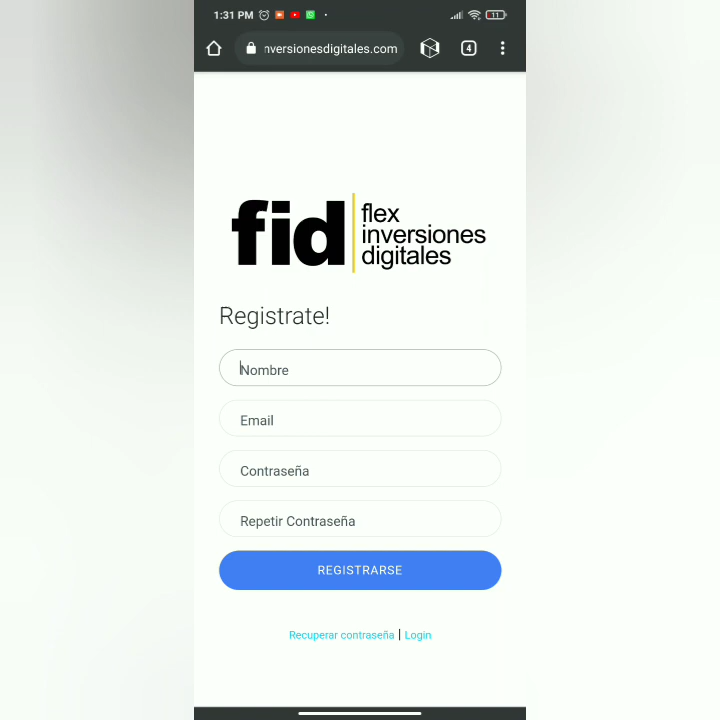 1:31 PM
11
nversionesdigitales.com
4
fid
flex
inversiones
digitales
Registrate!
Nombre
Email
Contraseña
Repetir Contraseña
REGISTRARSE
Recuperar contraseña | Login